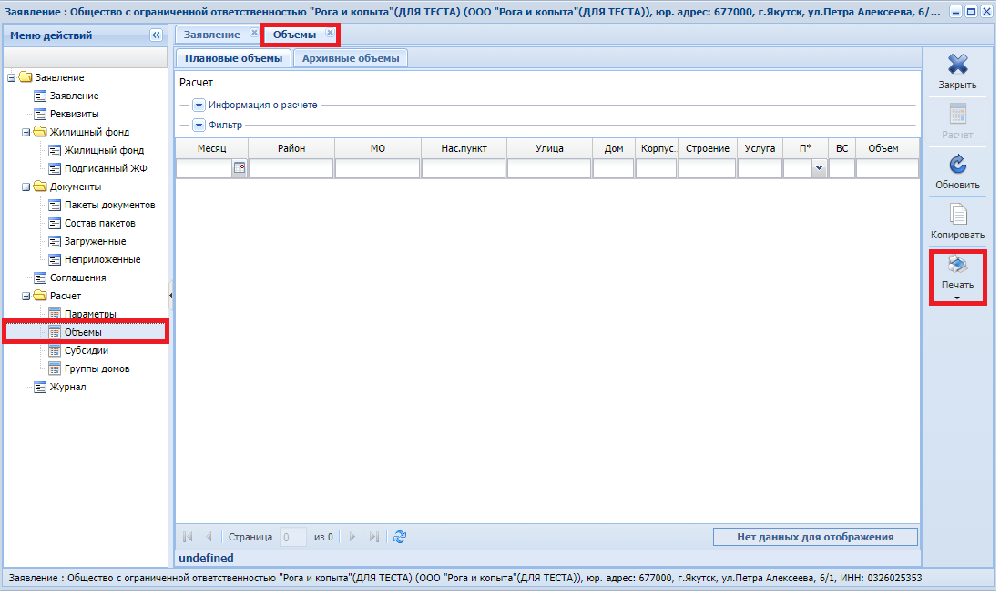 Заявление : Общество с ограниченной ответственностью "Рога и копыта"(ДЛЯ ТЕСТА) (ООО "Рога и копыта"(ДЛЯ ТЕСТА)), юр. адрес: 677000, г.Якутск, ул.Петра Алексеева, 6/...
Меню действий
Заявление
Заявление
Реквизиты
Жилищный фонд
Жилищный фонд
Подписанный ЖФ
Документы
Пакеты документов
Состав пакетов
Загруженные
Неприложенные
Соглашения
Расчет
Параметры
Объемы
Субсидии
Группы домов
Журнал
Заявление Объемы
Плановые объемы Архивные объемы
Расчет
Информация о расчете
Фильтр
Месяц Район МО Нас.пункт Улица Дом Корпус. Строение Услуга П* ВС Объем
Страница 0 из 0 Нет данных для отображения
undefined
Закрыть
Расчет
Обновить
Копировать
Печать
Заявление : Общество с ограниченной ответственностью "Рога и копыта"(ДЛЯ ТЕСТА) (ООО "Рога и копыта"(ДЛЯ ТЕСТА)), юр. адрес: 677000, г.Якутск, ул.Петра Алексеева, 6/1, ИНН: 0326025353